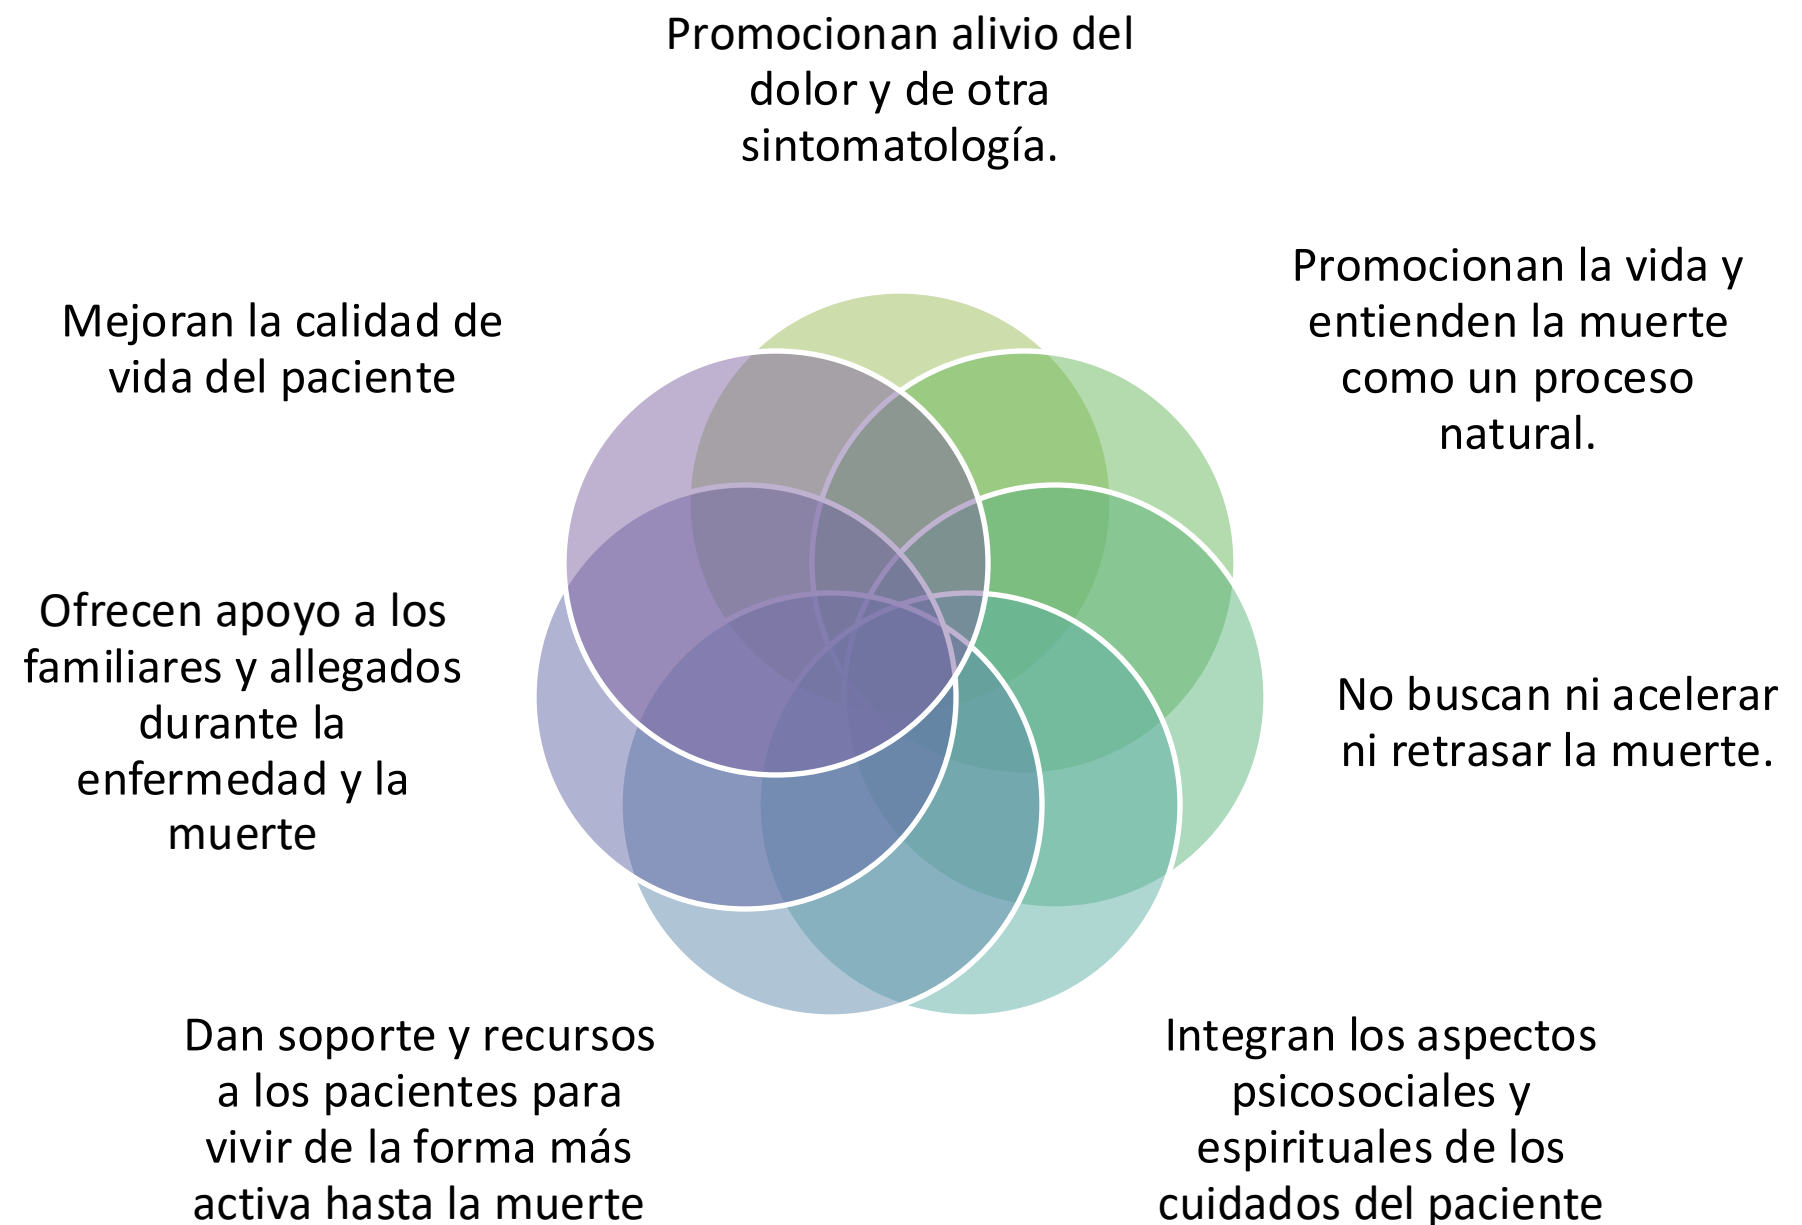 Promocionan alivio del
dolor y de otra
sintomatología.
Promocionan la vida y
entienden la muerte
como un proceso
natural.
No buscan ni acelerar
ni retrasar la muerte.
Integran los aspectos
psicosociales y
espirituales de los
cuidados del paciente
Dan soporte y recursos
a los pacientes para
vivir de la forma más
activa hasta la muerte
Ofrecen apoyo a los
familiares y allegados
durante la
enfermedad y la
muerte
Mejoran la calidad de
vida del paciente